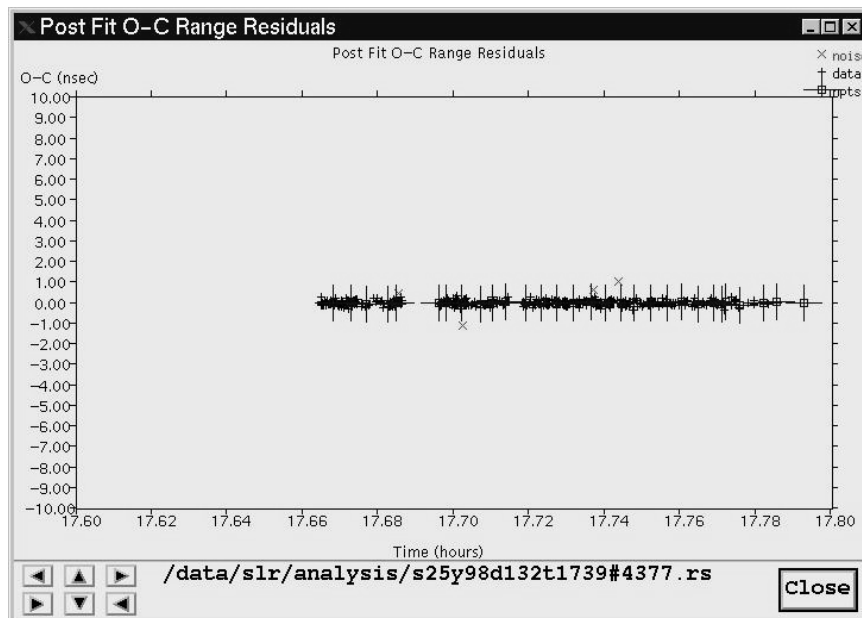 Post Fit O-C Range Residuals
Post Fit O-C Range Residuals
× noise
+ data
npts
O-C (nsec)
10.00
9.00
8.00
7.00
6.00
5.00
4.00
3.00
2.00
1.00
0.00
-1.00
-2.00
-3.00
-4.00
-5.00
-6.00
-7.00
-8.00
-9.00
-10.00
17.60 17.62 17.64 17.66 17.68 17.70 17.72 17.74 17.76 17.78 17.80
Time (hours)
/data/slr/analysis/s25y98d132t1739#4377.rs
Close